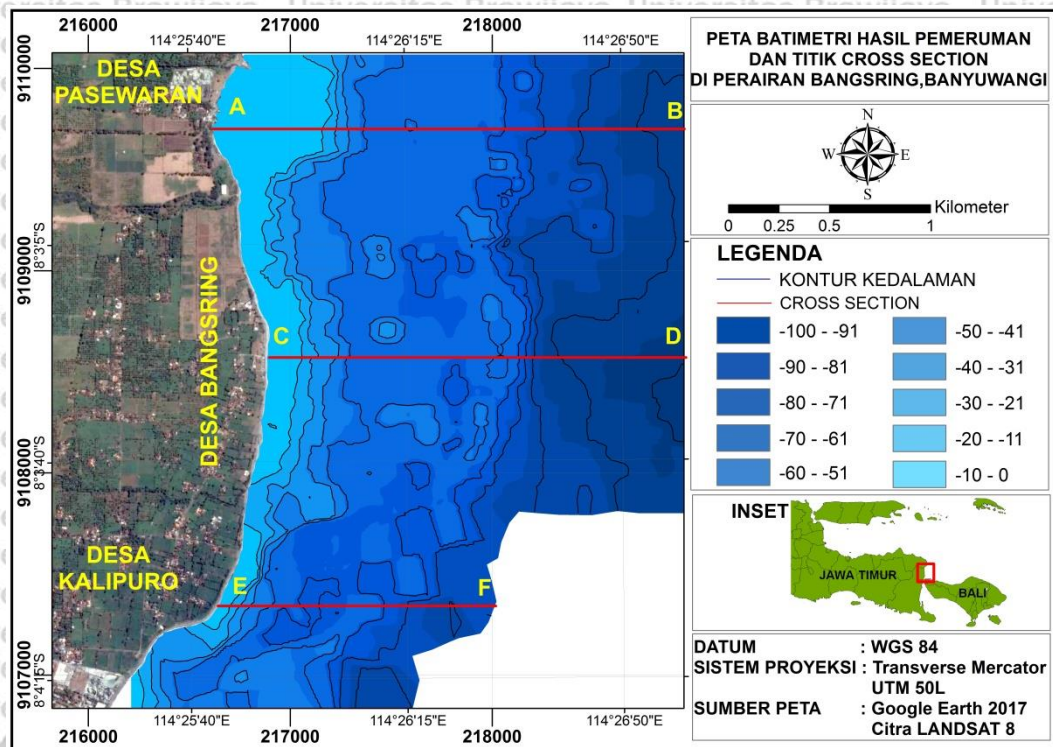 Universitas Brawijaya
216000
217000
218000
114°25'40"E
114°26'15"E
114°26'50"E
9110000
9109000
8°3'5"S
9108000
8°3'40"S
9107000
8°4'15"S
DESA
PASEWARAN
DESA BANGSRING
DESA
KALIPURO
A
B
C
D
E
F
216000
217000
218000
114°25'40"E
114°26'15"E
114°26'50"E
PETA BATIMETRI HASIL PEMERUMAN
DAN TITIK CROSS SECTION
DI PERAIRAN BANGSRING,BANYUWANGI
N
W
E
S
0 0.25 0.5 1
Kilometer
LEGENDA
KONTUR KEDALAMAN
CROSS SECTION
-100 - -91
-90 - -81
-80 - -71
-70 - -61
-60 - -51
-50 - -41
-40 - -31
-30 - -21
-20 - -11
-10 - 0
INSET
JAWA TIMUR
BALI
DATUM : WGS 84
SISTEM PROYEKSI : Transverse Mercator
UTM 50L
SUMBER PETA : Google Earth 2017
Citra LANDSAT 8